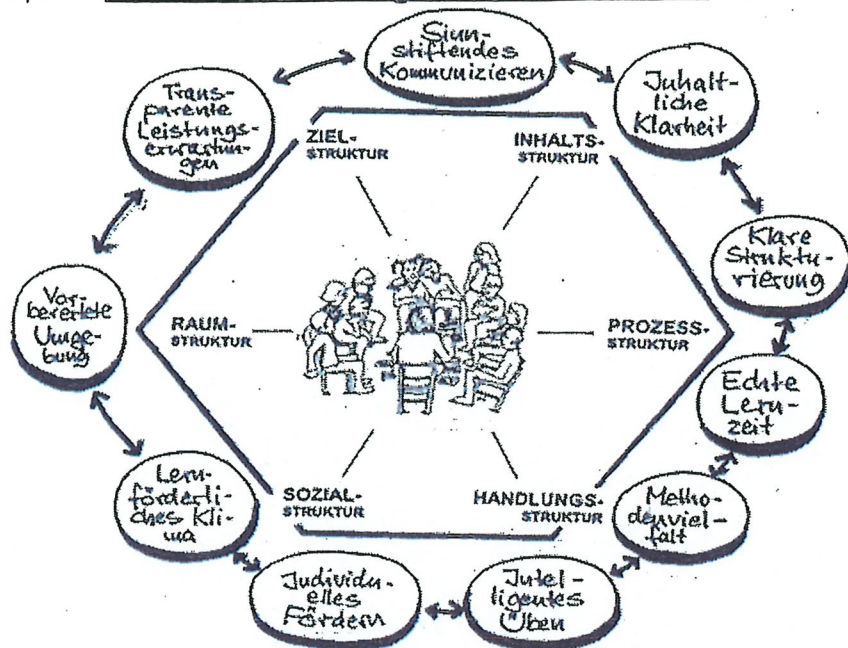 Sinn-
stiftendes
Kommunizieren
Inhalt-
liche
Klarheit
Klare
Struktu-
rierung
Echte
Lern-
zeit
Metho-
denviel-
falt
Intel-
ligentes
Üben
Individu-
elles
Fördern
Lern-
förderli-
ches Kli-
ma
Vor-
bereitete
Umge-
bung
Trans-
parente
Leistungs-
erwartun-
gen
ZIEL-
STRUKTUR
INHALTS-
STRUKTUR
PROZESS-
STRUKTUR
HANDLUNGS-
STRUKTUR
SOZIAL-
STRUKTUR
RAUM-
STRUKTUR